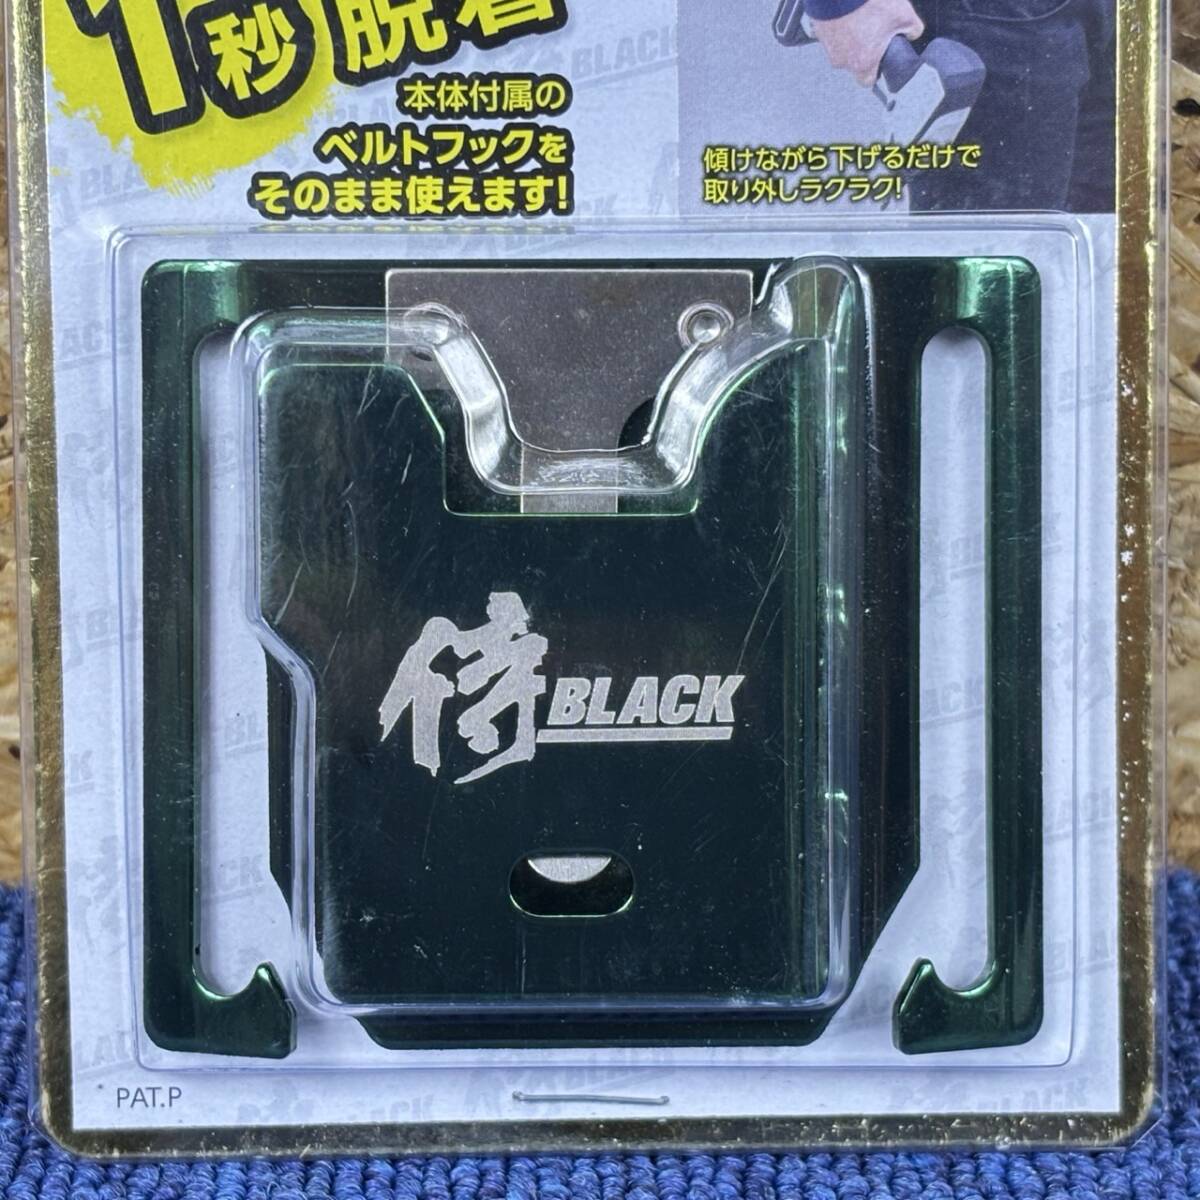 1秒脱着
本体付属の
ベルトフックを
そのまま使えます!
傾けながら下げるだけで
取り外しラクラク!
侍BLACK
PAT.P